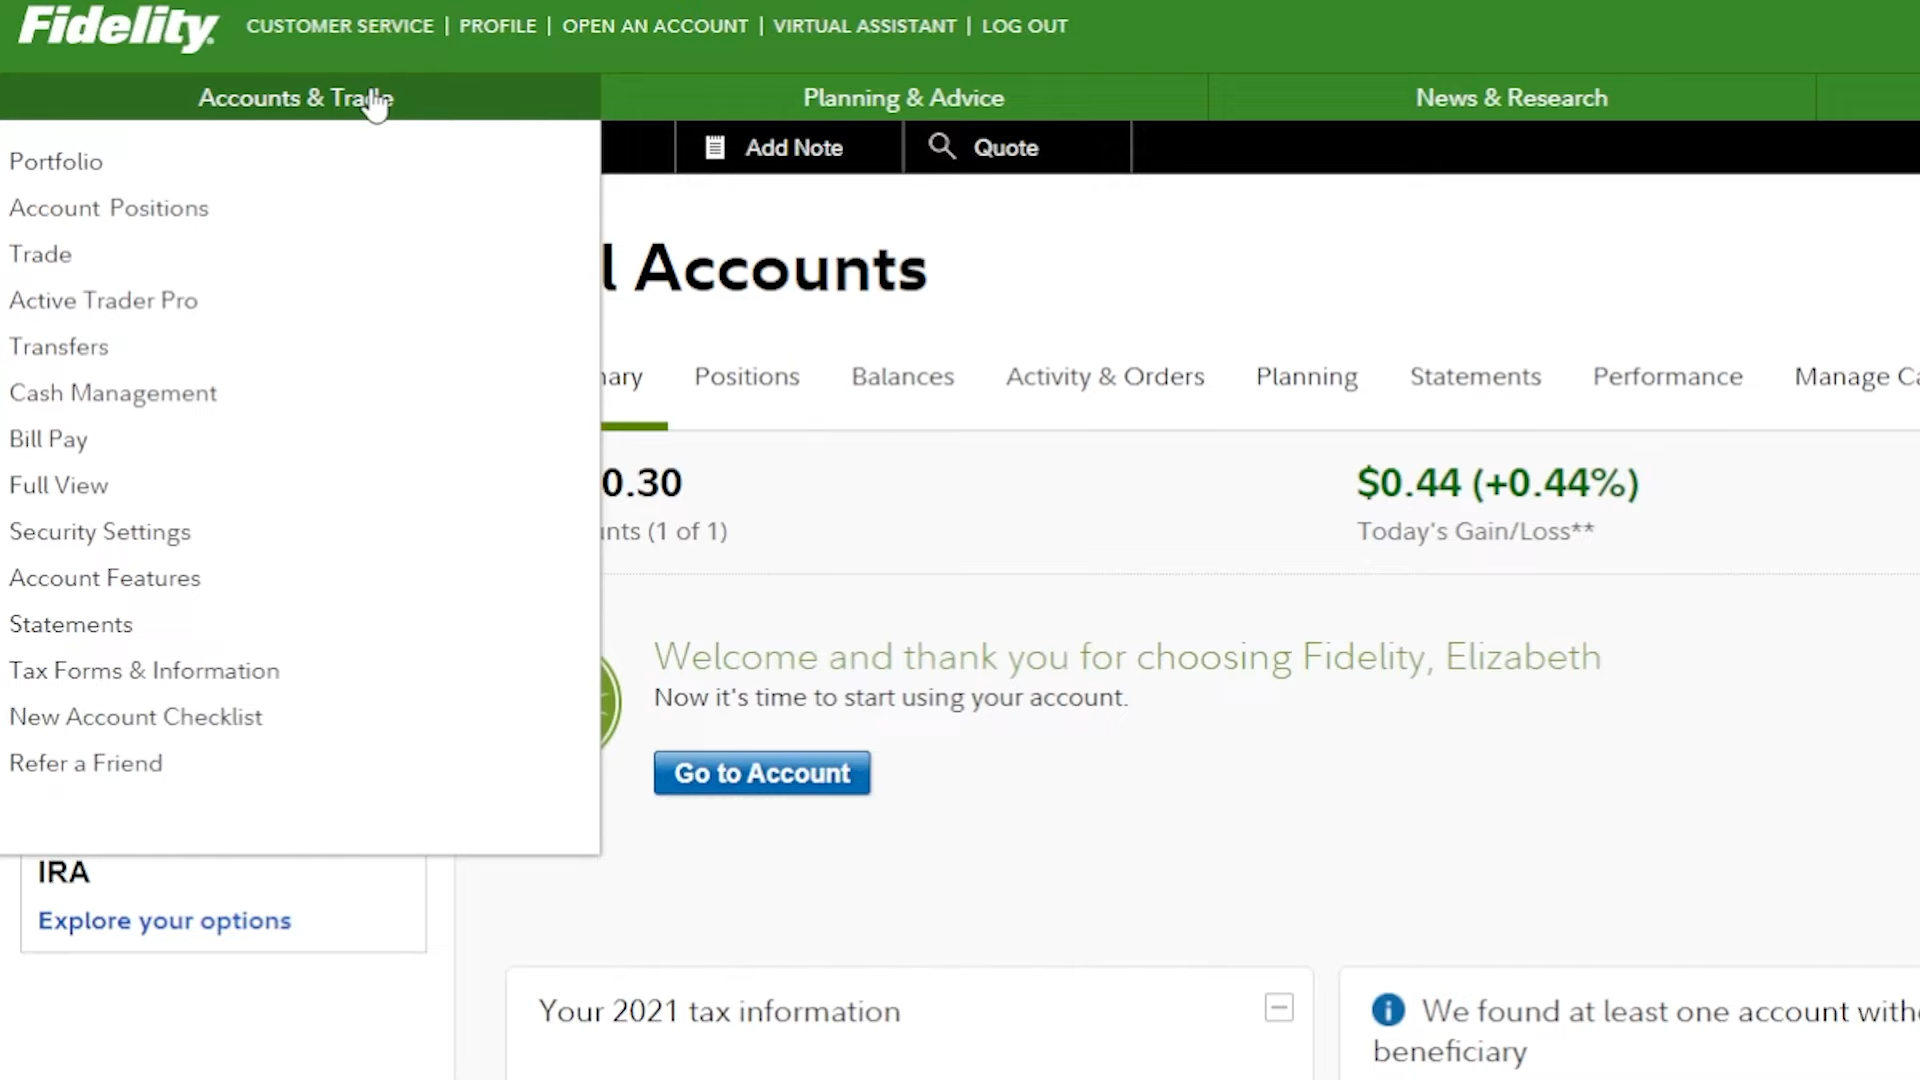 Fidelity
CUSTOMER SERVICE | PROFILE | OPEN AN ACCOUNT | VIRTUAL ASSISTANT | LOG OUT
Accounts & Trade
Planning & Advice
News & Research
Add Note
Quote
Portfolio
Account Positions
Trade
Active Trader Pro
Transfers
Cash Management
Bill Pay
Full View
Security Settings
Account Features
Statements
Tax Forms & Information
New Account Checklist
Refer a Friend
l Accounts
Positions
Balances
Activity & Orders
Planning
Statements
Performance
Manage
0.30
(1 of 1)
$0.44 (+0.44%)
Today's Gain/Loss**
Welcome and thank you for choosing Fidelity, Elizabeth
Now it's time to start using your account.
Go to Account
IRA
Explore your options
Your 2021 tax information
We found at least one account
beneficiary